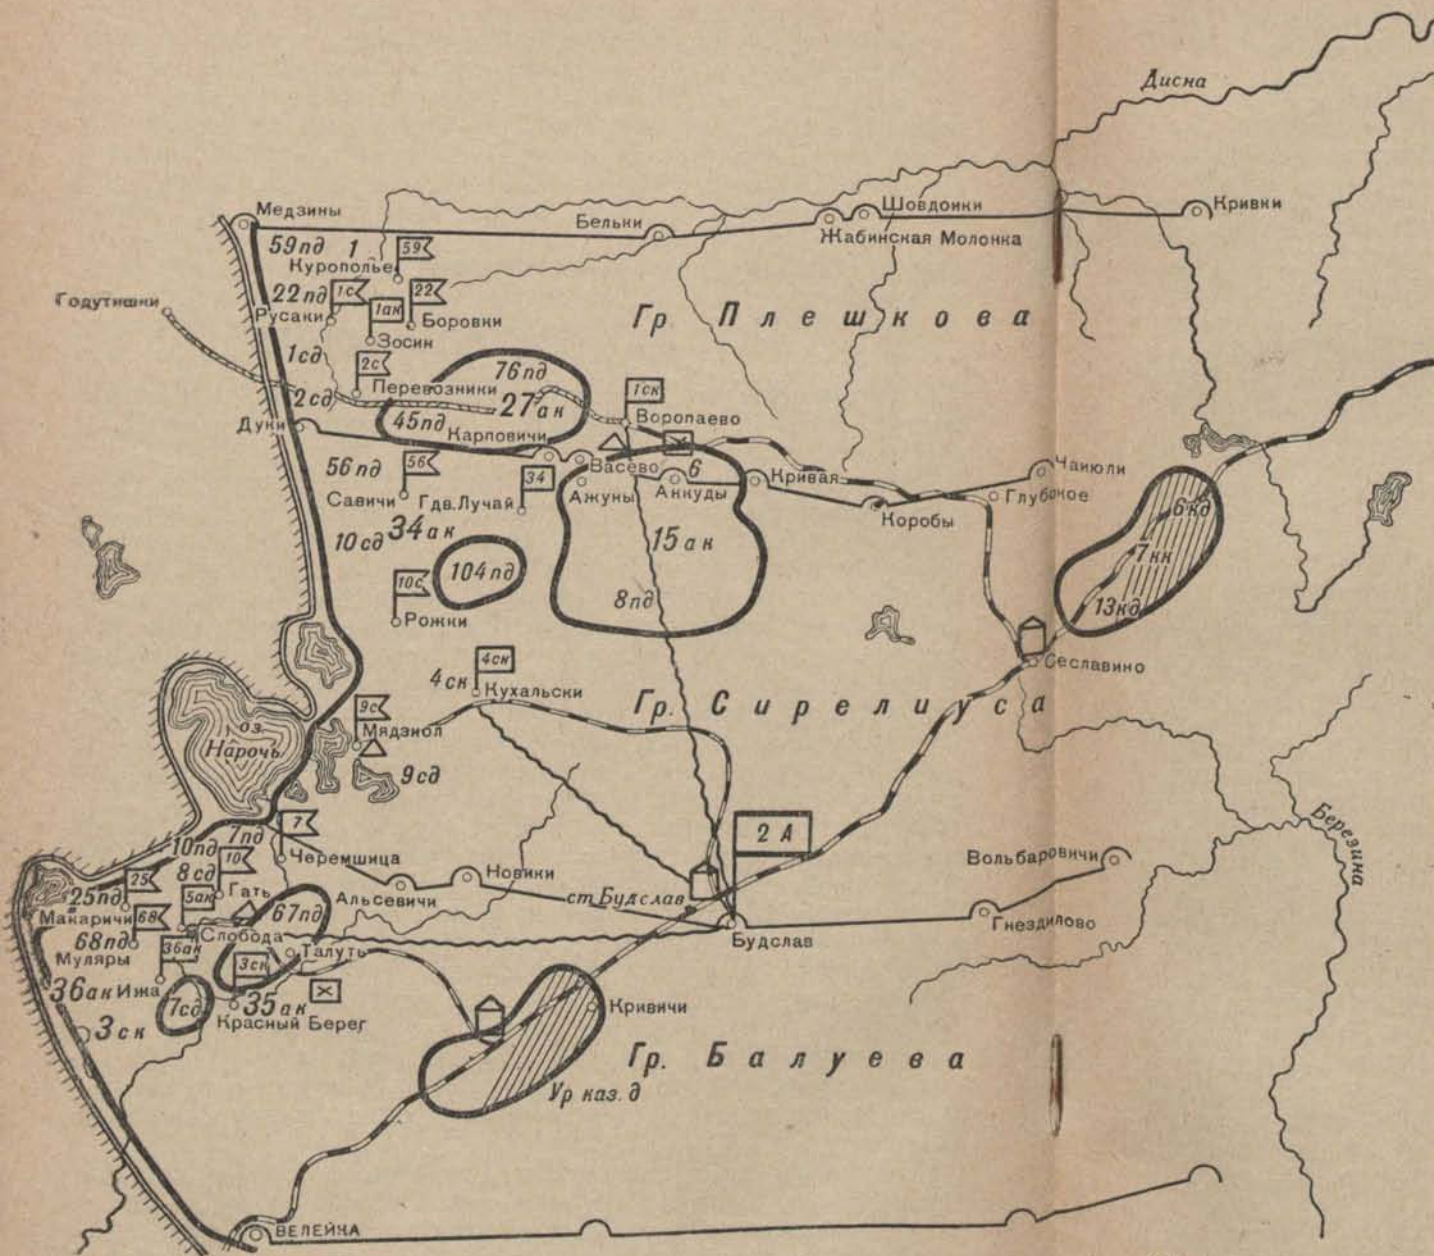 Дисна
Медзины
Бельки
Шовдоики
Кривки
Жабинская Молонка
59пд 1
59
Курополье
Годутишки
22пд
1с
22
1ак
Русаки
Боровки
Зосин
Гр Плешкова
1сд
2с
76пд
Перевозники
2сд
27ак
1ск
45пд
Воропаево
Дуки
Карповичи
56пд
56
34
Васево
6
Кривая
Чаиюли
Савичи
Гдв.Лучай
Ажуны
Аккуды
Глубокое
Коробы
6кд
10сд
34ак
15ак
7кк
104пд
10с
8пд
13кд
Рожки
Сеславино
4ск
4ск
Кухальски
Гр. Сирелиуса
9с
оз.
Нарочь
Мядзиол
9сд
7
7пд
10пд
2 А
Березина
Черемшица
8сд
10
Новики
Вольбаровичи
25
25пд
5ак
Гать
Альсевичи
ст.Будслав
Макаричи
68
67пд
Гнездилово
68пд
Слобода
Будслав
Муляры
36ак
3ск
Талуть
36ак
Ижа
7сд
35ак
Красный Берег
Кривичи
3ск
Гр. Балуева
Ур каз. д
ВЕЛЕЙКА